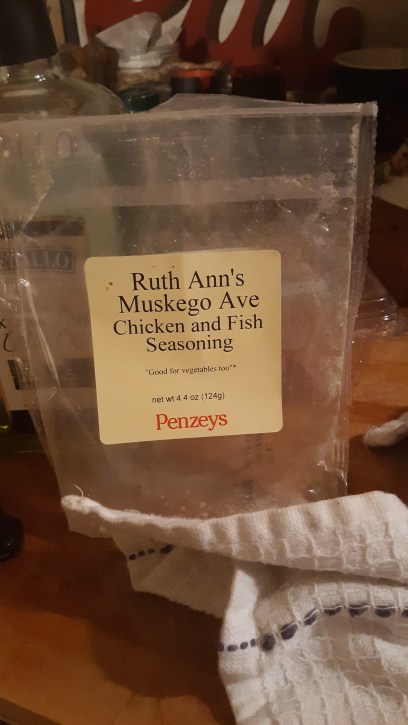 Ruth Ann's
Muskego Ave
Chicken and Fish
Seasoning
"Good for vegetables too"*
net wt 4.4 oz (124g)
Penzeys